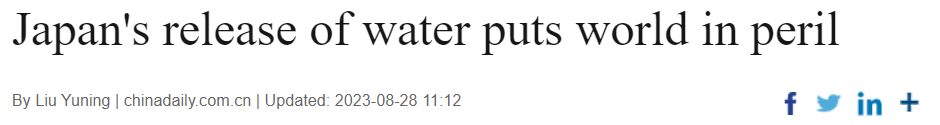 Japan's release of water puts world in peril
By Liu Yuning | chinadaily.com.cn | Updated: 2023-08-28 11:12